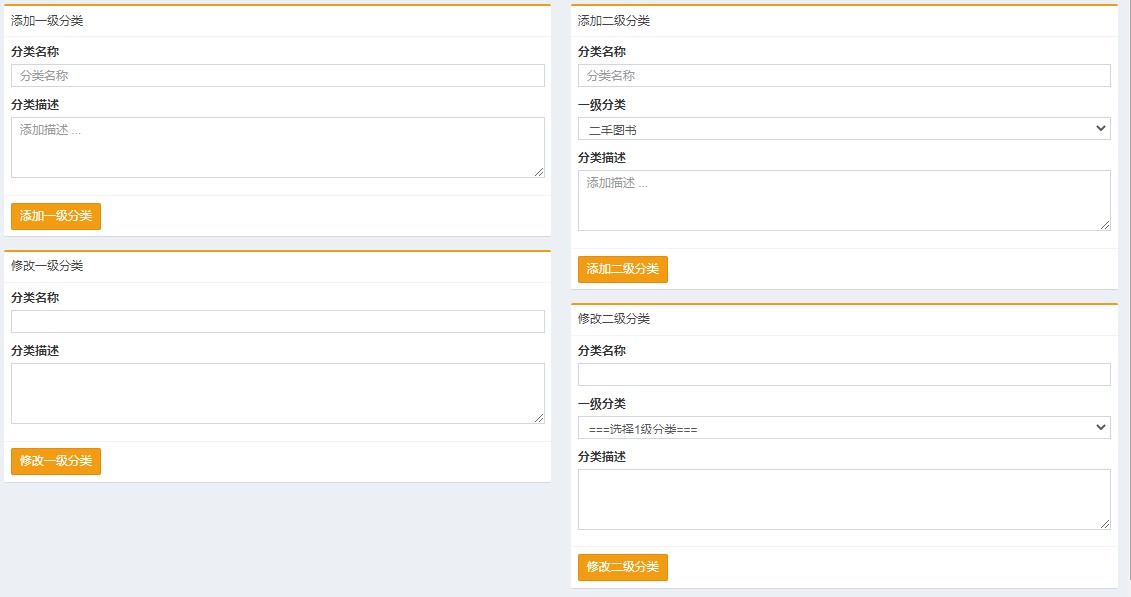 添加一级分类
分类名称
分类名称
分类描述
添加描述 ...
添加一级分类
修改一级分类
分类名称
分类描述
修改一级分类
添加二级分类
分类名称
分类名称
一级分类
二手图书
分类描述
添加描述 ...
添加二级分类
修改二级分类
分类名称
一级分类
===选择1级分类===
分类描述
修改二级分类